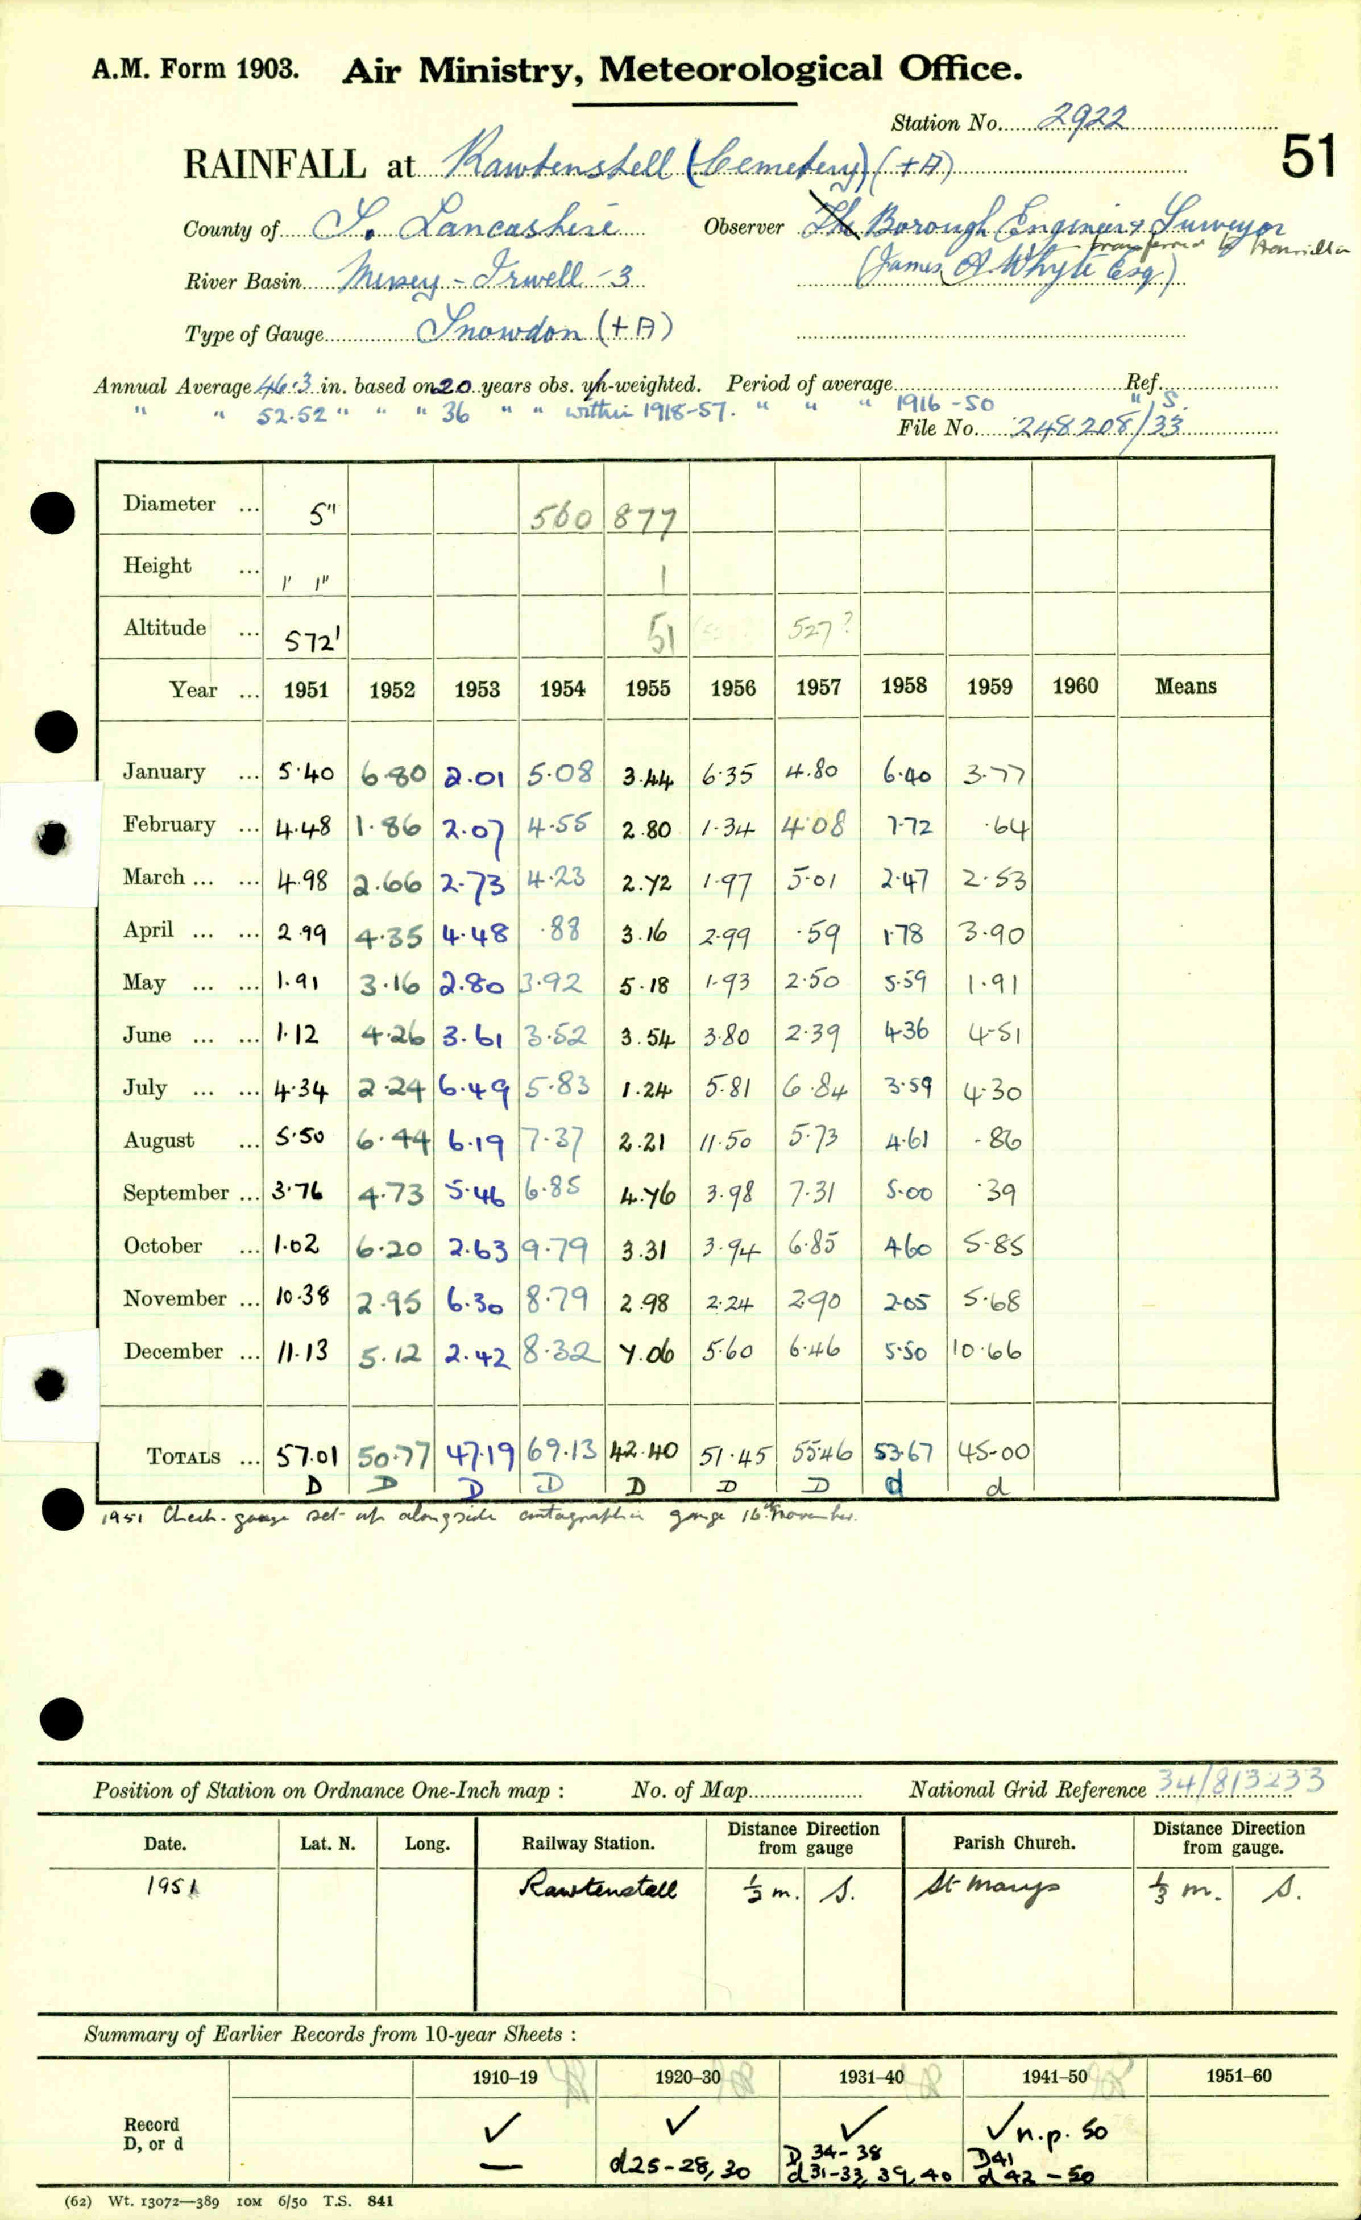 A.M. Form 1903. Air Ministry, Meteorological Office.
Station No. 2922
51
RAINFALL at Rawtenstell (Cemetery) (+A)
County of S. Lancashire Observer The Borough Engineer & Surveyor
transferred to
River Basin Mersey - Irwell - 3 (James A. Whyte Esq)
Type of Gauge Snowdon (+A)
Annual Average 46.3 in. based on 20 years obs. un-weighted. Period of average Ref.
" " 52.52 " " " 36 " " within 1918-57. " " " 1916-50 " S.
File No. 248208/33
Diameter ... 5" 560 877
Height ... 1' 1" 1
Altitude ... 572' 51 527?
Year ... 1951 1952 1953 1954 1955 1956 1957 1958 1959 1960 Means
January ... 5.40 6.80 2.01 5.08 3.44 6.35 4.80 6.40 3.77
February ... 4.48 1.86 2.07 4.55 2.80 1.34 4.08 7.72 .64
March ... ... 4.98 2.66 2.73 4.23 2.72 1.97 5.01 2.47 2.53
April ... ... 2.99 4.35 4.48 .88 3.16 2.99 .59 1.78 3.90
May ... ... 1.91 3.16 2.80 3.92 5.18 1.93 2.50 5.59 1.91
June ... ... 1.12 4.26 3.61 3.52 3.54 3.80 2.39 4.36 4.51
July ... ... 4.34 2.24 6.49 5.83 1.24 5.81 6.84 3.59 4.30
August ... 5.50 6.44 6.19 7.37 2.21 11.50 5.73 4.61 .86
September ... 3.76 4.73 5.46 6.85 4.76 3.98 7.31 5.00 .39
October ... 1.02 6.20 2.63 9.79 3.31 3.94 6.85 4.60 5.85
November ... 10.38 2.95 6.30 8.79 2.98 2.24 2.90 2.05 5.68
December ... 11.13 5.12 2.42 8.32 7.06 5.60 6.46 5.50 10.66
TOTALS ... 57.01 50.77 47.19 69.13 42.40 51.45 55.46 53.67 45.00
D D D D D D D d d
1951 Check-gauge set-up alongside gauge 16th November.
Position of Station on Ordnance One-Inch map : No. of Map National Grid Reference 34/813233
Date. Lat. N. Long. Railway Station. Distance from Direction gauge Parish Church. Distance from Direction gauge.
1951 Rawtenstall ½ m. S. St Marys ⅓ m. S.
Summary of Earlier Records from 10-year Sheets :
1910–19 1920–30 1931–40 1941–50 1951–60
Record D, or d ✓ ✓ ✓ ✓ n.p. 50
— d25-28, 30 D 34-38 D41
d31-33, 39, 40 d 42-50
(62) Wt. 13072—389 10M 6/50 T.S. 841